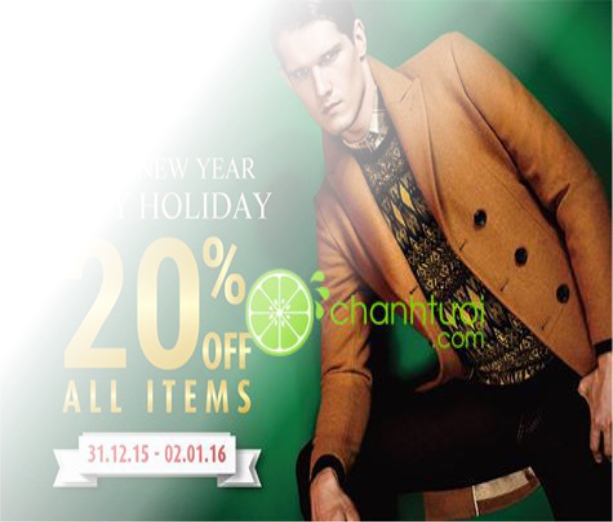 NEW YEAR
HOLIDAY
20%
OFF
ALL ITEMS
31.12.15 - 02.01.16
chanhtuoi
.com